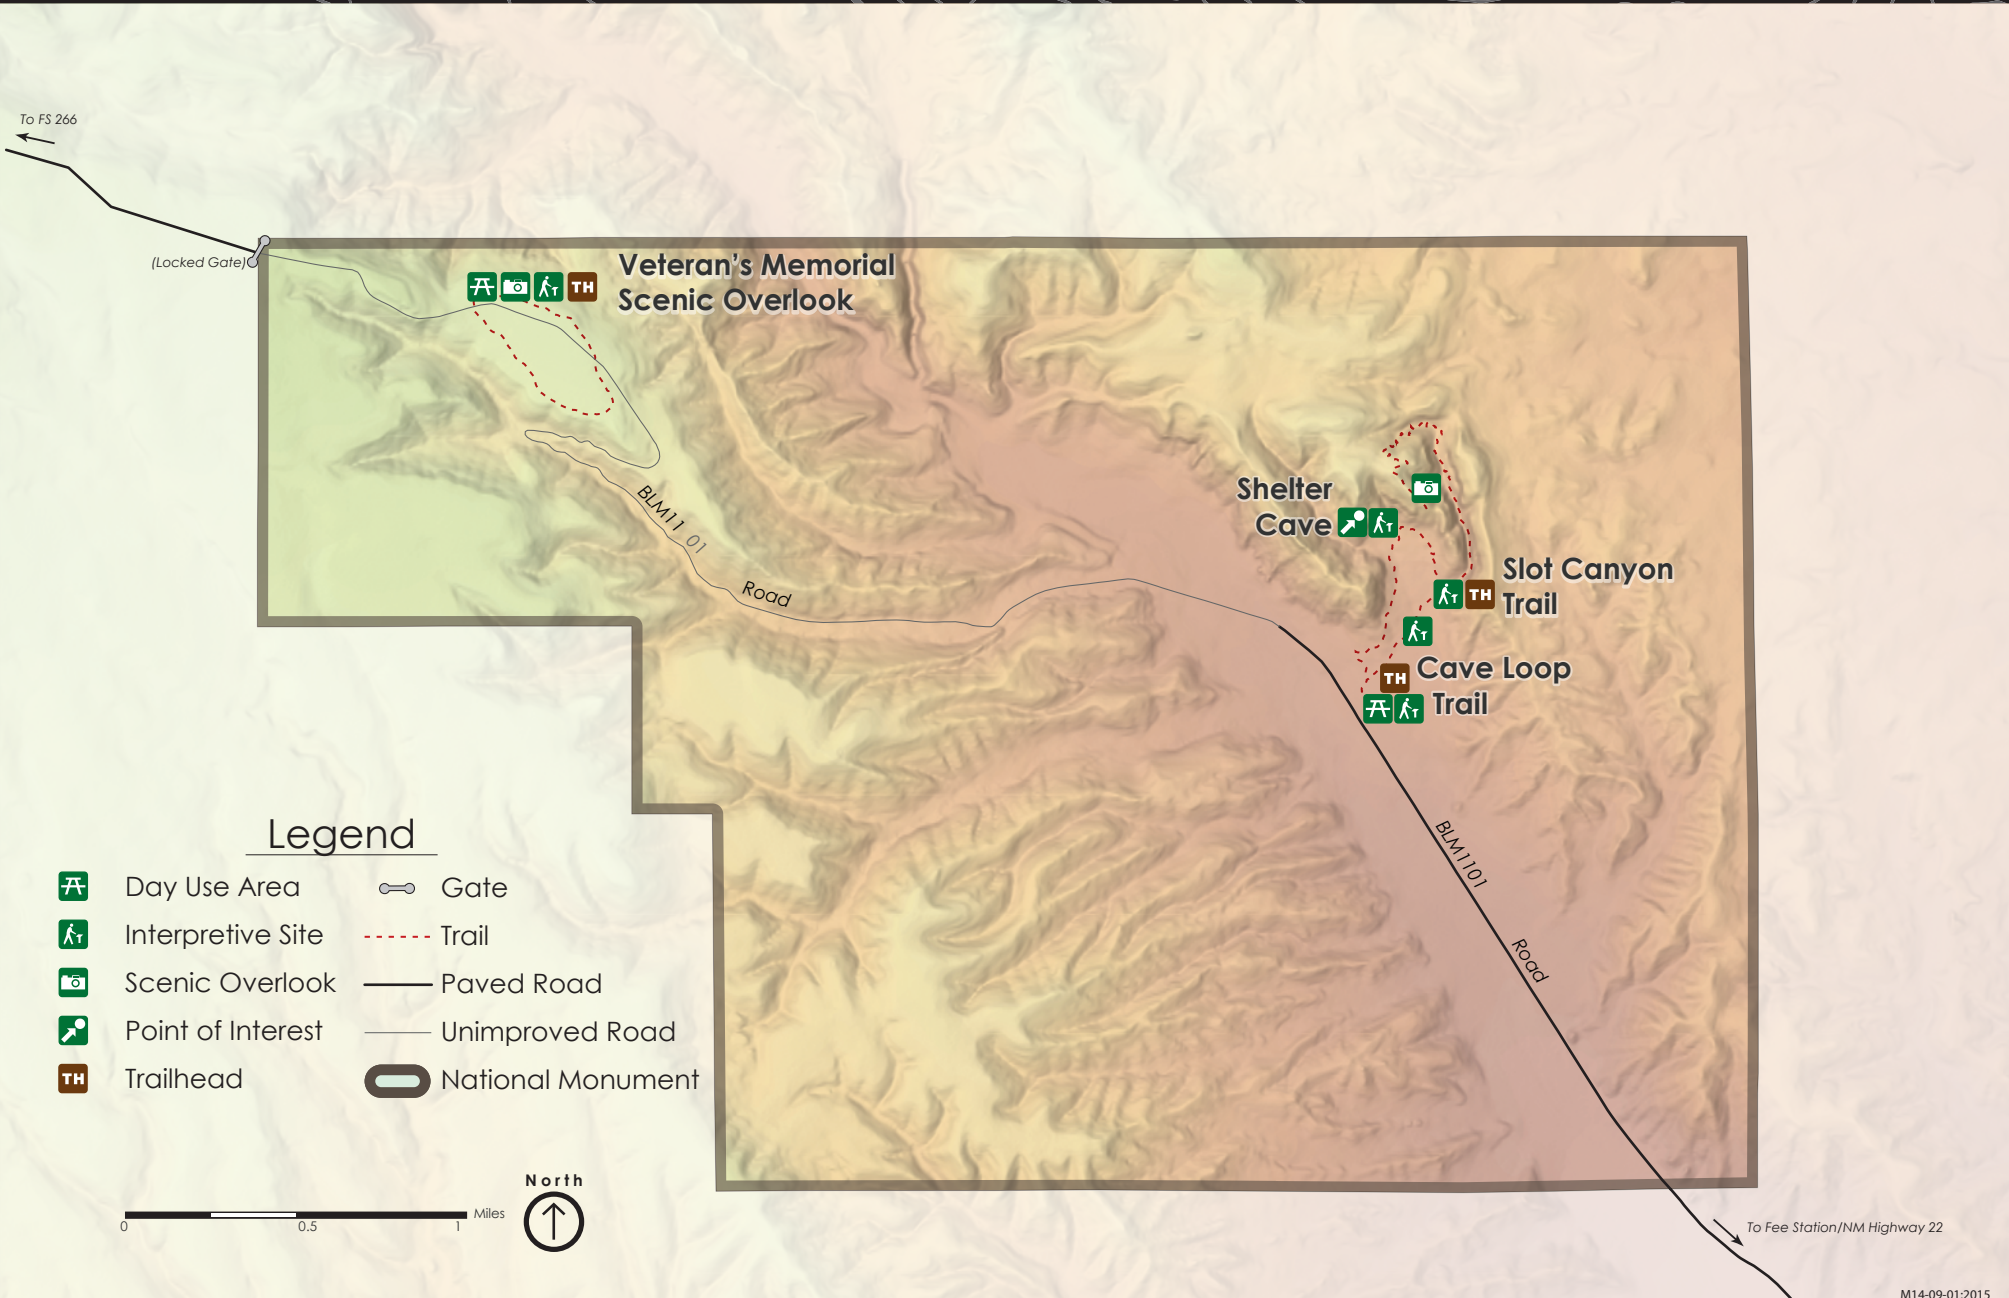 To FS 266
(Locked Gate)
Veteran's Memorial
Scenic Overlook
TH
BLM11 01
Road
Shelter
Cave
Slot Canyon
Trail
TH
TH
Cave Loop
Trail
BLM1101
Road
Legend
Day Use Area
Gate
Interpretive Site
Trail
Scenic Overlook
Paved Road
Point of Interest
Unimproved Road
TH
Trailhead
National Monument
North
Miles
0
0.5
1
To Fee Station/NM Highway 22
M14-09-01:2015